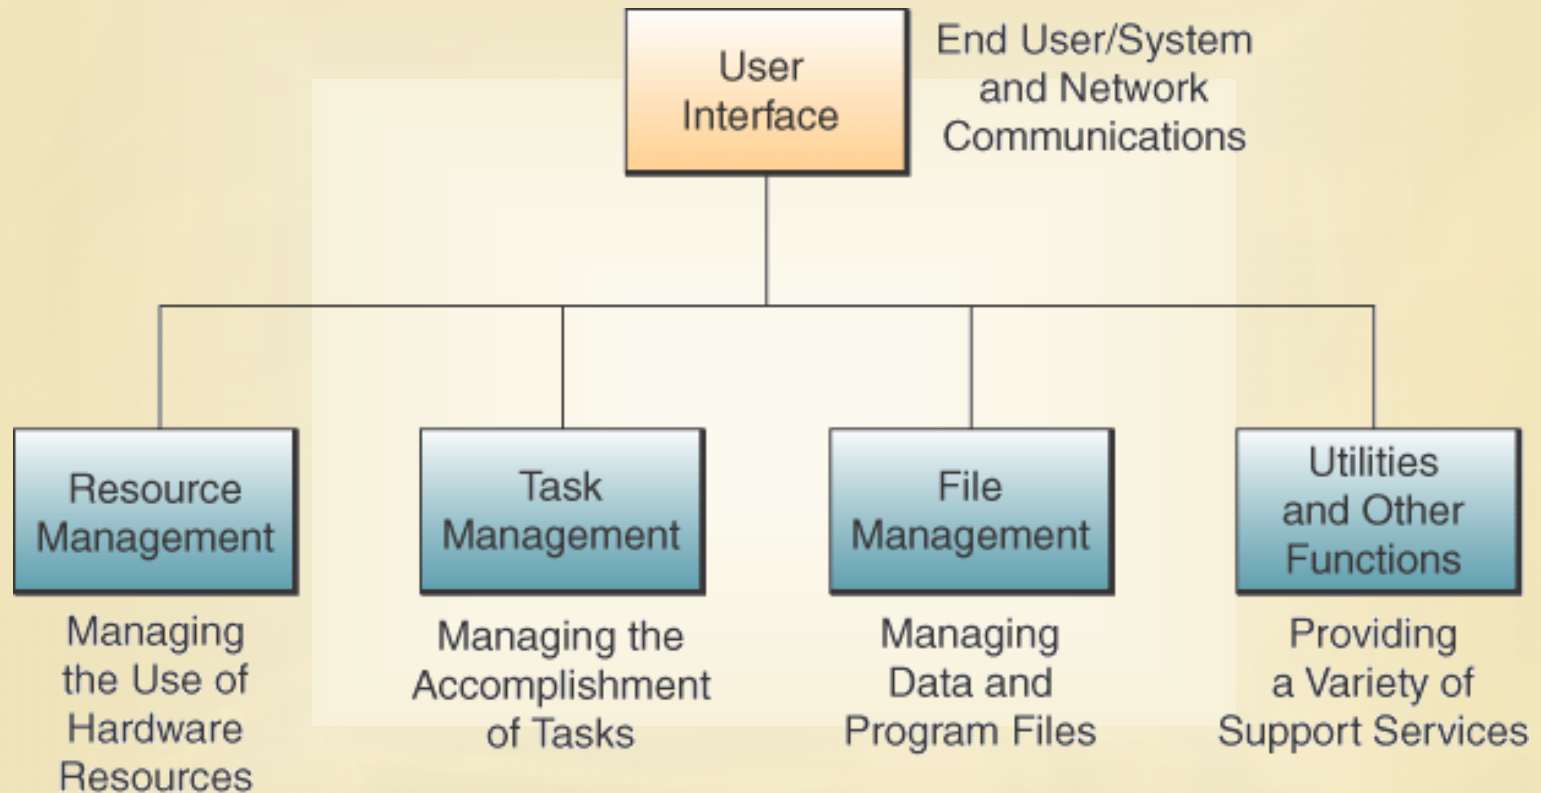 User
Interface
End User/System
and Network
Communications
Resource
Management
Managing
the Use of
Hardware
Resources
Task
Management
Managing the
Accomplishment
of Tasks
File
Management
Managing
Data and
Program Files
Utilities
and Other
Functions
Providing
a Variety of
Support Services